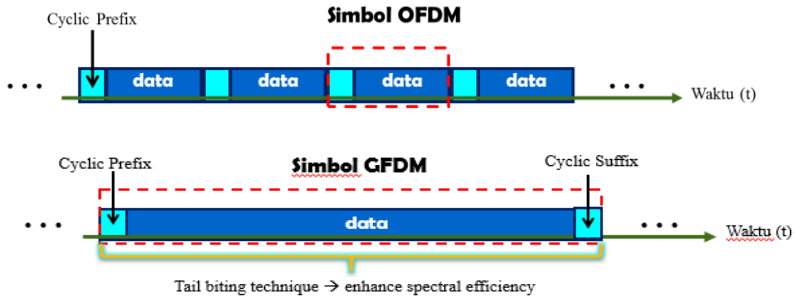 Simbol OFDM
Cyclic Prefix
• • • data data data data • • •
Waktu (t)
Simbol GFDM
Cyclic Prefix
Cyclic Suffix
• • • data • • •
Waktu (t)
Tail biting technique → enhance spectral efficiency